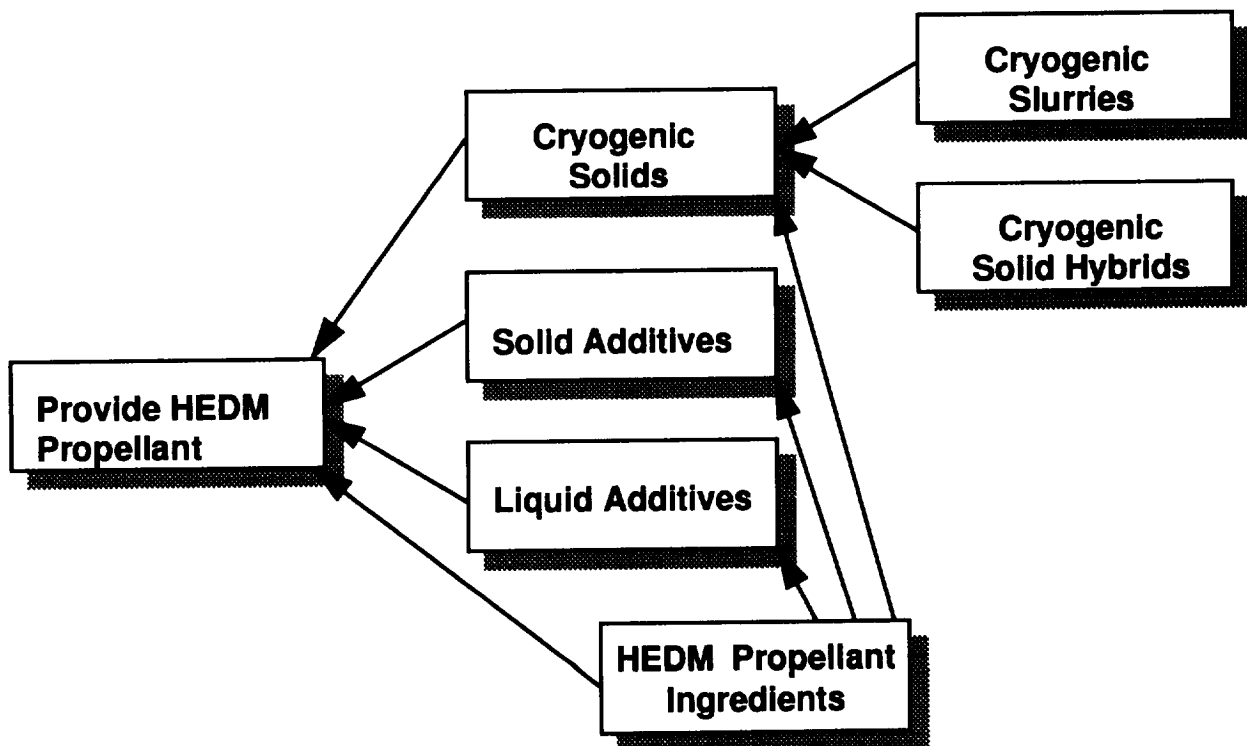 Cryogenic
Slurries
Cryogenic
Solids
Cryogenic
Solid Hybrids
Solid Additives
Provide HEDM
Propellant
Liquid Additives
HEDM Propellant
Ingredients